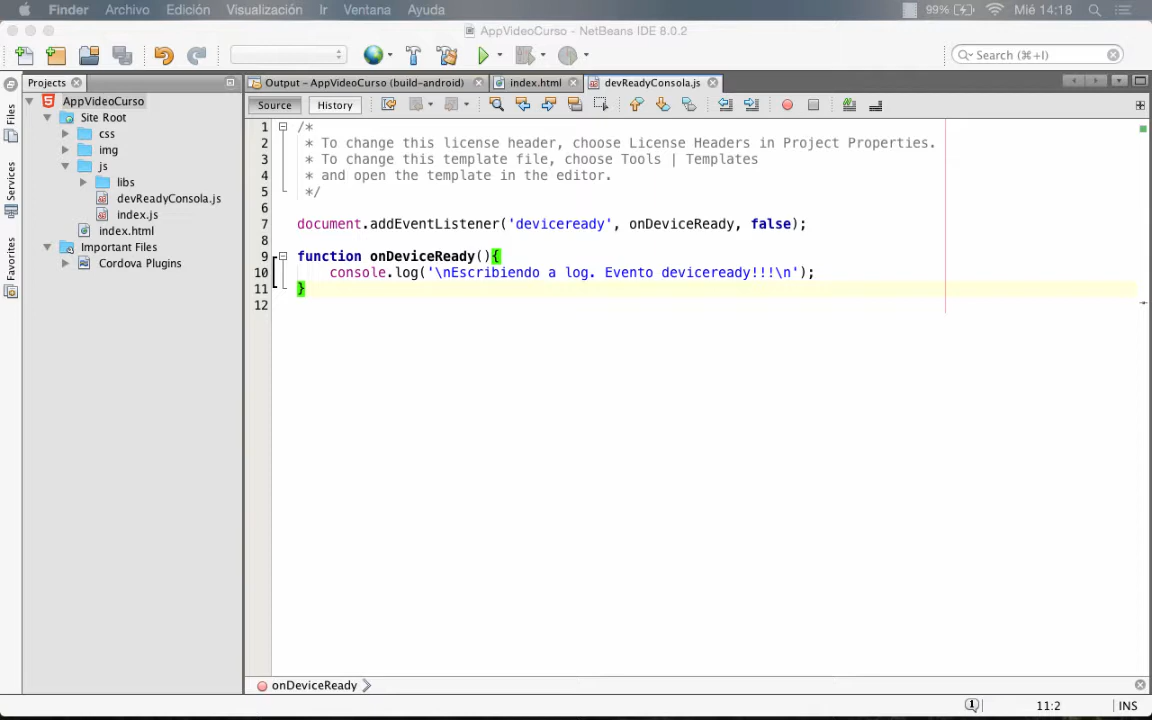 Finder Archivo Edición Visualización Ir Ventana Ayuda 99% Mié 14:18
AppVideoCurso - NetBeans IDE 8.0.2
Search (⌘+I)
Projects
Output - AppVideoCurso (build-android) index.html devReadyConsola.js
Source History
Files
Services
Favorites
AppVideoCurso
Site Root
css
img
js
libs
devReadyConsola.js
index.js
index.html
Important Files
Cordova Plugins
1 /*
2 * To change this license header, choose License Headers in Project Properties.
3 * To change this template file, choose Tools | Templates
4 * and open the template in the editor.
5 */
6
7 document.addEventListener('deviceready', onDeviceReady, false);
8
9 function onDeviceReady(){
10 console.log('\nEscribiendo a log. Evento deviceready!!!\n');
11 }
12
onDeviceReady
1 11:2 INS